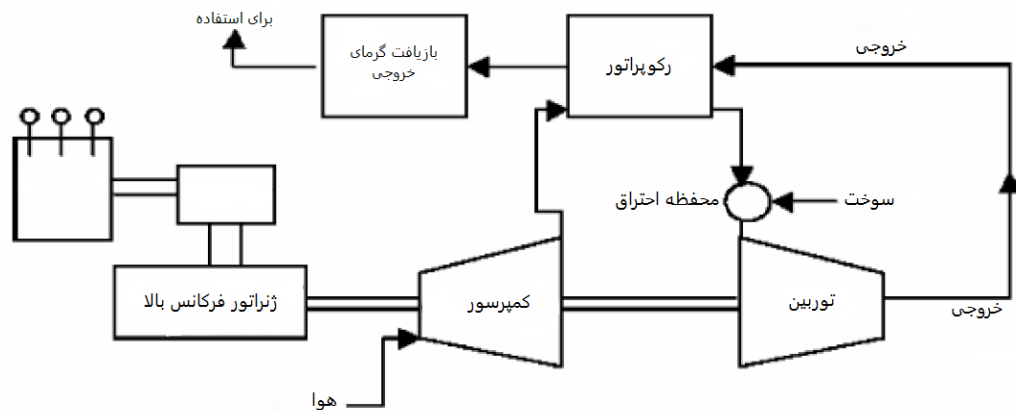 برای استفاده
بازیافت گرمای
خروجی
رکوپراتور
خروجی
محفظه احتراق
سوخت
ژنراتور فرکانس بالا
کمپرسور
توربین
خروجی
هوا